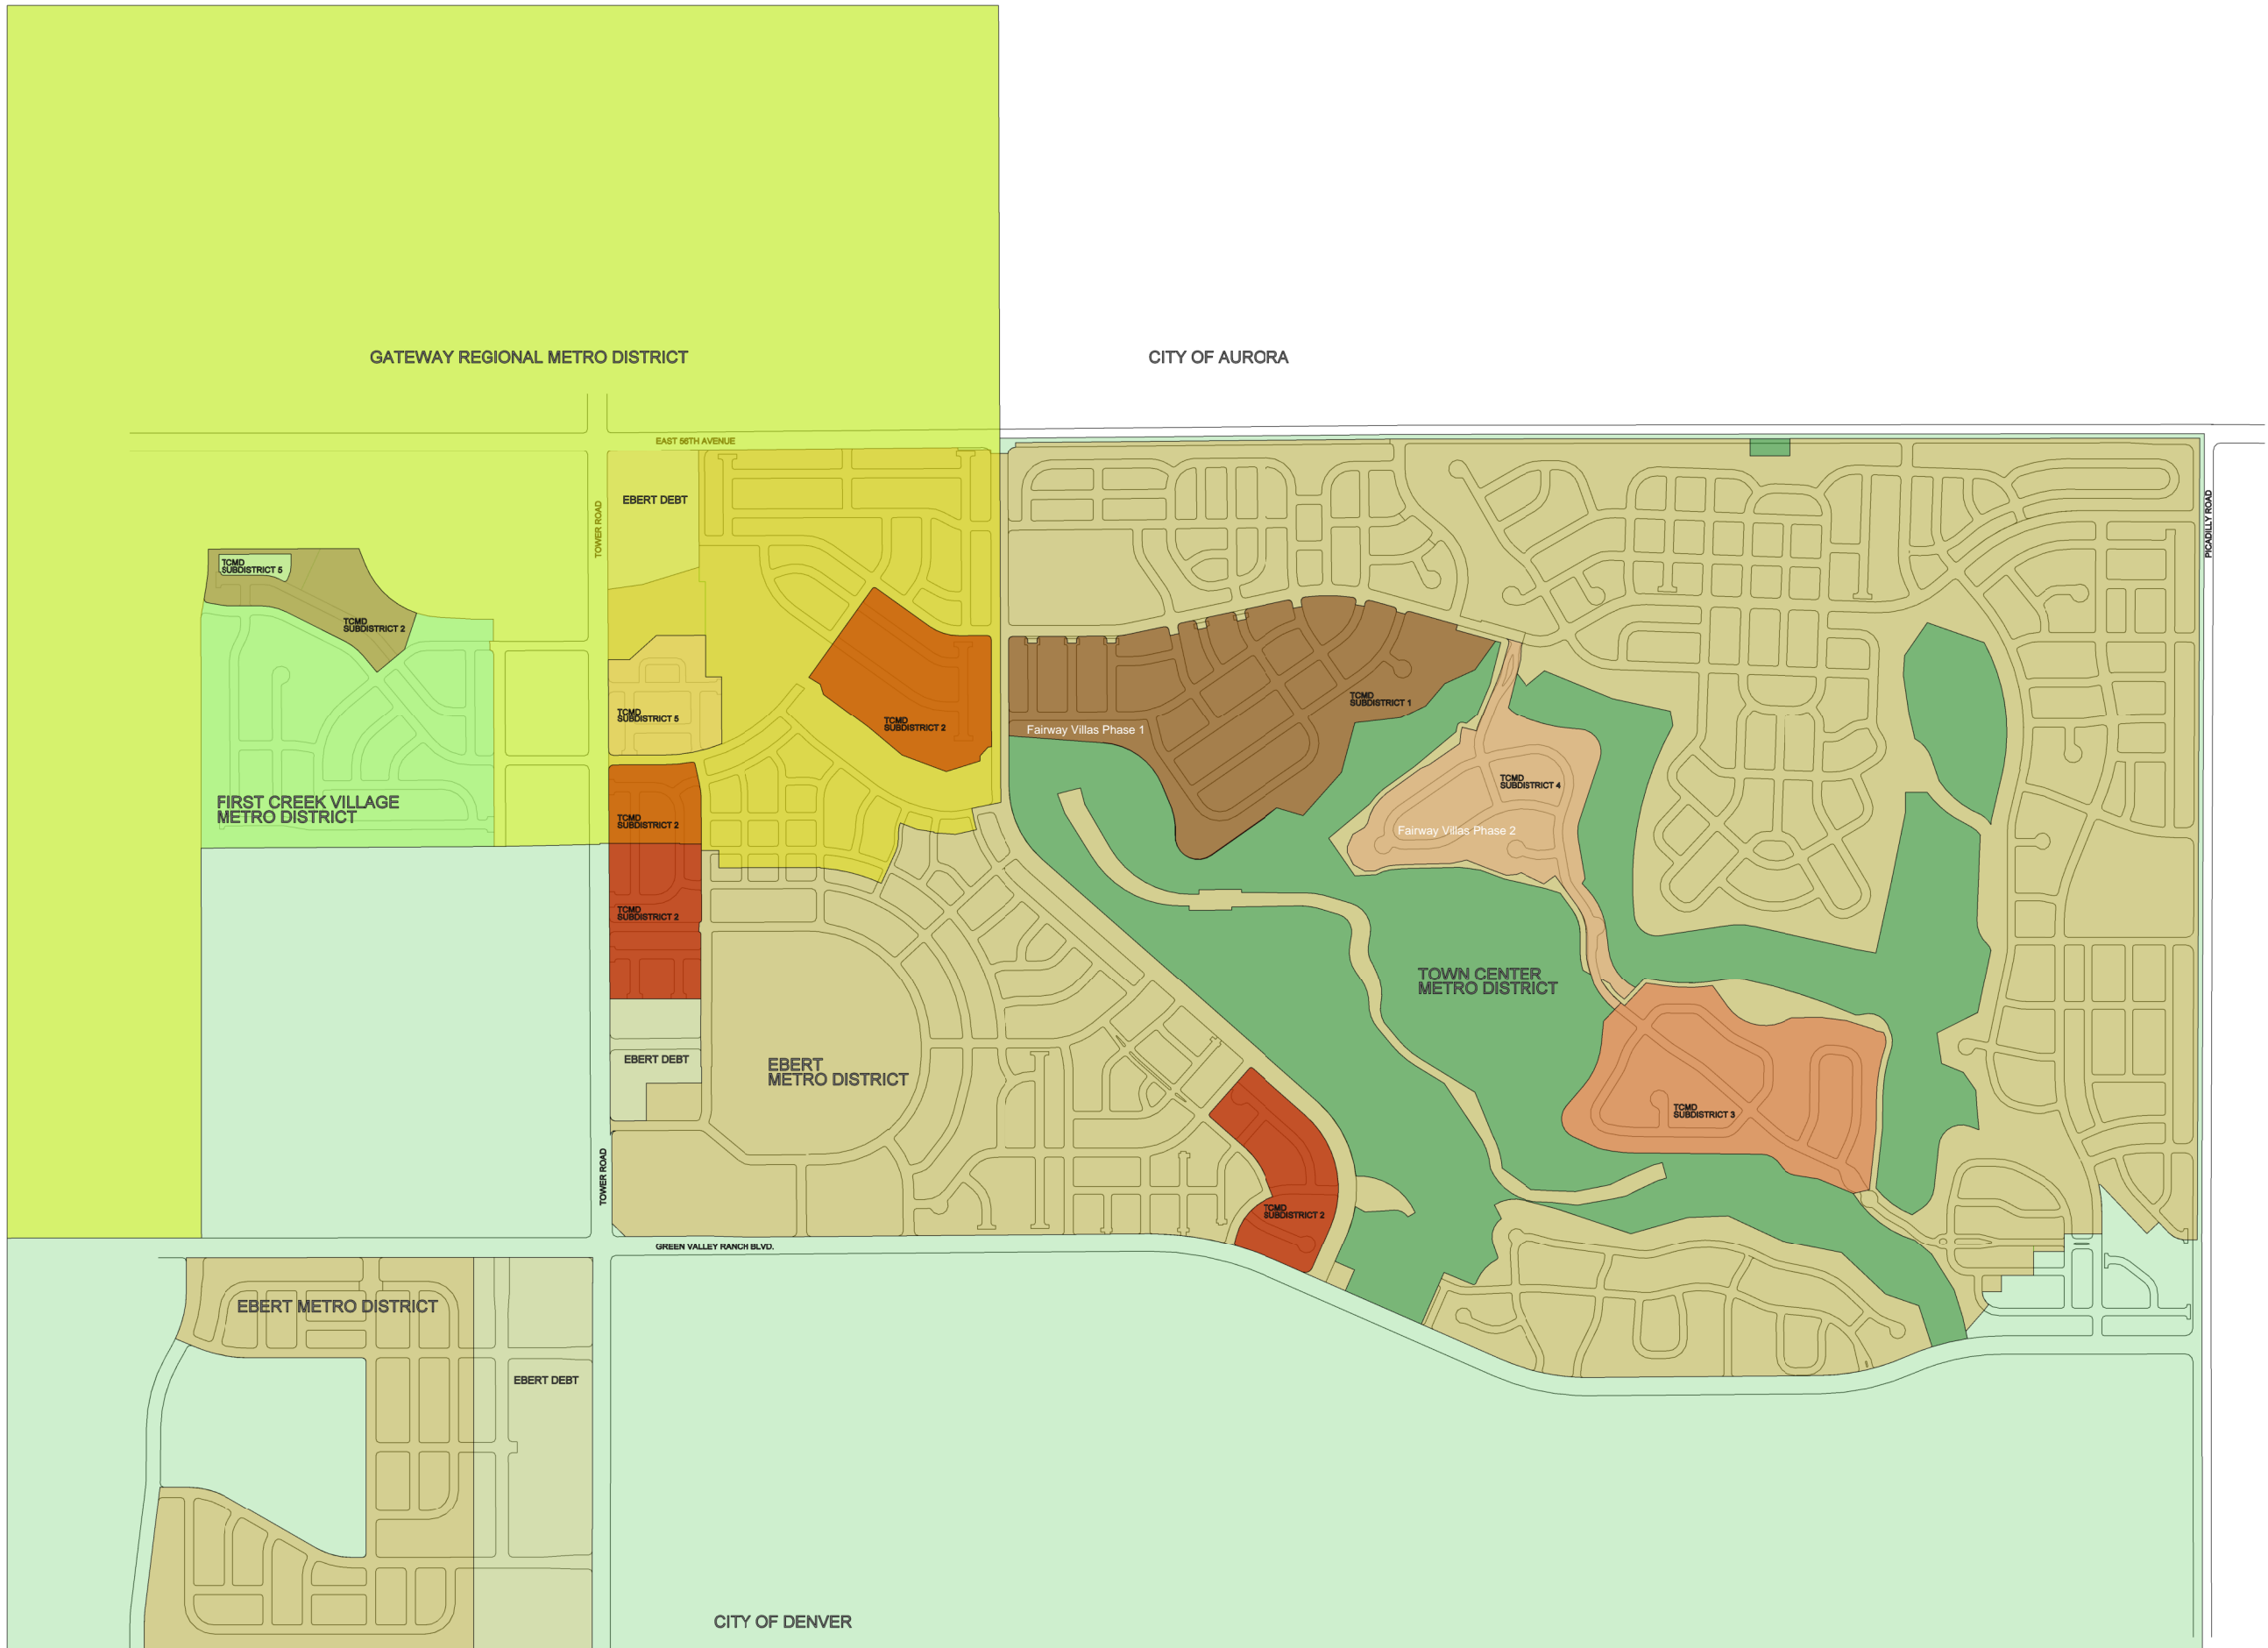 GATEWAY REGIONAL METRO DISTRICT
CITY OF AURORA
EAST 56TH AVENUE
EBERT DEBT
TOWER ROAD
PICADILLY ROAD
TCMD
SUBDISTRICT 5
TCMD
SUBDISTRICT 2
TCMD
SUBDISTRICT 5
TCMD
SUBDISTRICT 2
TCMD
SUBDISTRICT 1
Fairway Villas Phase 1
TCMD
SUBDISTRICT 4
FIRST CREEK VILLAGE
METRO DISTRICT
TCMD
SUBDISTRICT 2
Fairway Villas Phase 2
TCMD
SUBDISTRICT 2
TOWN CENTER
METRO DISTRICT
EBERT DEBT
EBERT
METRO DISTRICT
TCMD
SUBDISTRICT 3
TOWER ROAD
TCMD
SUBDISTRICT 2
GREEN VALLEY RANCH BLVD.
EBERT METRO DISTRICT
EBERT DEBT
CITY OF DENVER